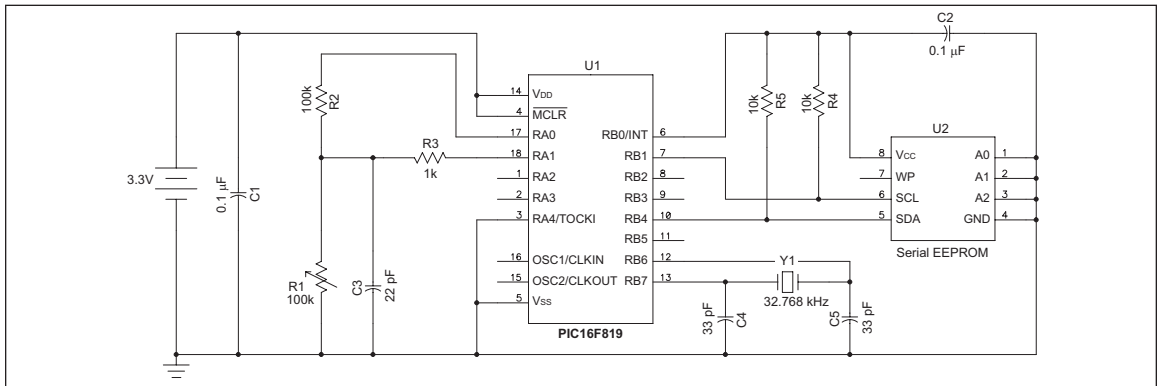 C2
0.1 µF
U1
100k
R2
14
VDD
4
MCLR
17
RA0
RB0/INT
6
R3
1k
18
RA1
RB1
7
1
RA2
RB2
8
2
RA3
RB3
9
3
RA4/TOCKI
RB4
10
RB5
11
16
OSC1/CLKIN
RB6
12
15
OSC2/CLKOUT
RB7
13
5
Vss
PIC16F819
3.3V
0.1 µF
C1
R1
100k
C3
22 pF
10k
R5
10k
R4
U2
8
Vcc
A0
1
7
WP
A1
2
6
SCL
A2
3
5
SDA
GND
4
Serial EEPROM
Y1
32.768 kHz
33 pF
C4
C5
33 pF